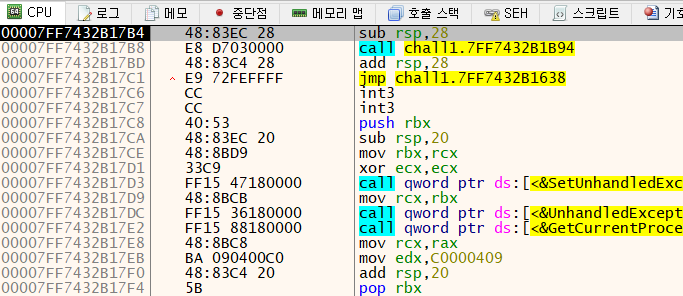 CPU 로그 메모 중단점 메모리 맵 호출 스택 SEH 스크립트
00007FF7432B17B4 48:83EC 28 sub rsp,28
00007FF7432B17B8 E8 D7030000 call chall1.7FF7432B1B94
00007FF7432B17BD 48:83C4 28 add rsp,28
00007FF7432B17C1 E9 72FEFFFF jmp chall1.7FF7432B1638
00007FF7432B17C6 CC int3
00007FF7432B17C7 CC int3
00007FF7432B17C8 40:53 push rbx
00007FF7432B17CA 48:83EC 20 sub rsp,20
00007FF7432B17CE 48:8BD9 mov rbx,rcx
00007FF7432B17D1 33C9 xor ecx,ecx
00007FF7432B17D3 FF15 47180000 call qword ptr ds:[<&SetUnhandledExc
00007FF7432B17D9 48:8BCB mov rcx,rbx
00007FF7432B17DC FF15 36180000 call qword ptr ds:[<&UnhandledExcept
00007FF7432B17E2 FF15 88180000 call qword ptr ds:[<&GetCurrentProce
00007FF7432B17E8 48:8BC8 mov rcx,rax
00007FF7432B17EB BA 090400C0 mov edx,C0000409
00007FF7432B17F0 48:83C4 20 add rsp,20
00007FF7432B17F4 5B pop rbx